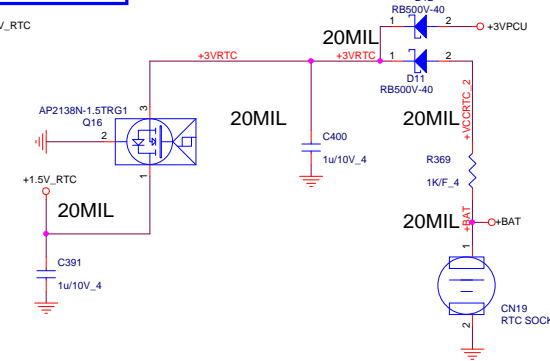 V_RTC
RB500V-40
1
2
+3VPCU
20MIL
+3VRTC
+3VRTC
1
2
D11
RB500V-40
3
AP2138N-1.5TRG1
Q16
2
20MIL
C400
1u/10V_4
20MIL
+VCCRTC_2
R369
1K/F_4
1
+1.5V_RTC
20MIL
20MIL
+BAT
+BAT
C391
1u/10V_4
1
CN19
RTC SOCK
2